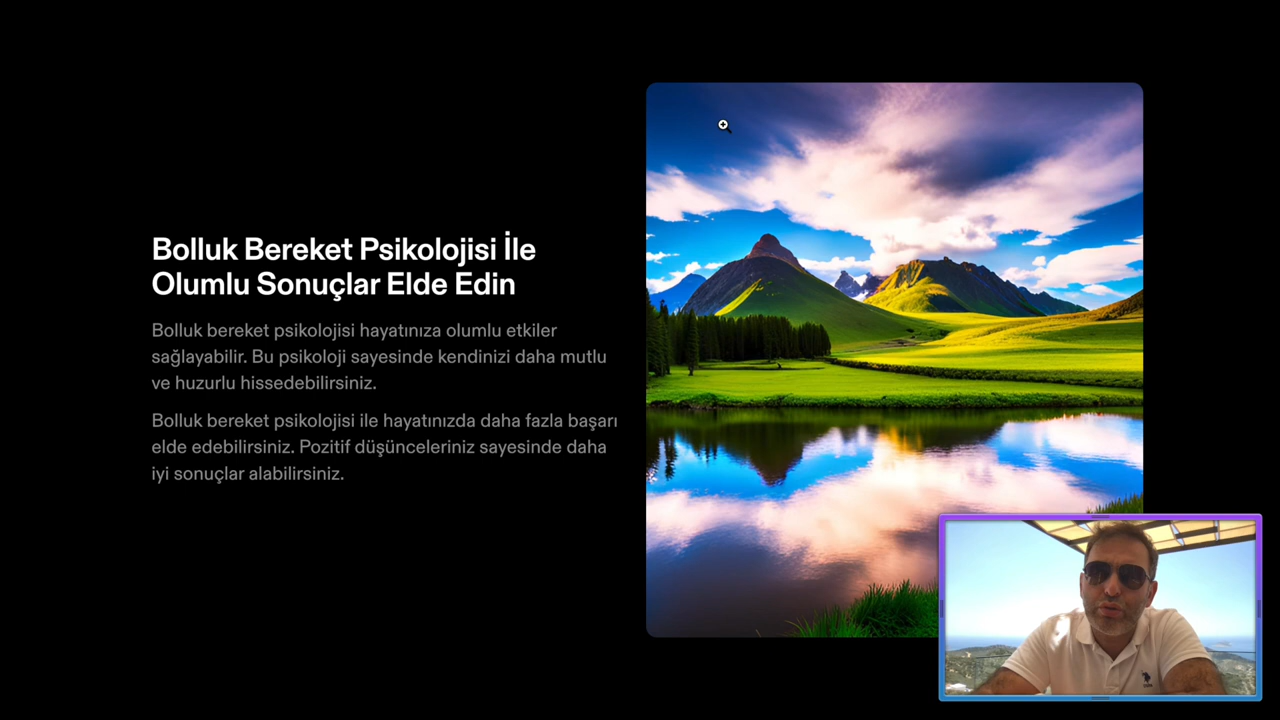 Bolluk Bereket Psikolojisi İle
Olumlu Sonuçlar Elde Edin
Bolluk bereket psikolojisi hayatınıza olumlu etkiler
sağlayabilir. Bu psikoloji sayesinde kendinizi daha mutlu
ve huzurlu hissedebilirsiniz.
Bolluk bereket psikolojisi ile hayatınızda daha fazla başarı
elde edebilirsiniz. Pozitif düşünceleriniz sayesinde daha
iyi sonuçlar alabilirsiniz.